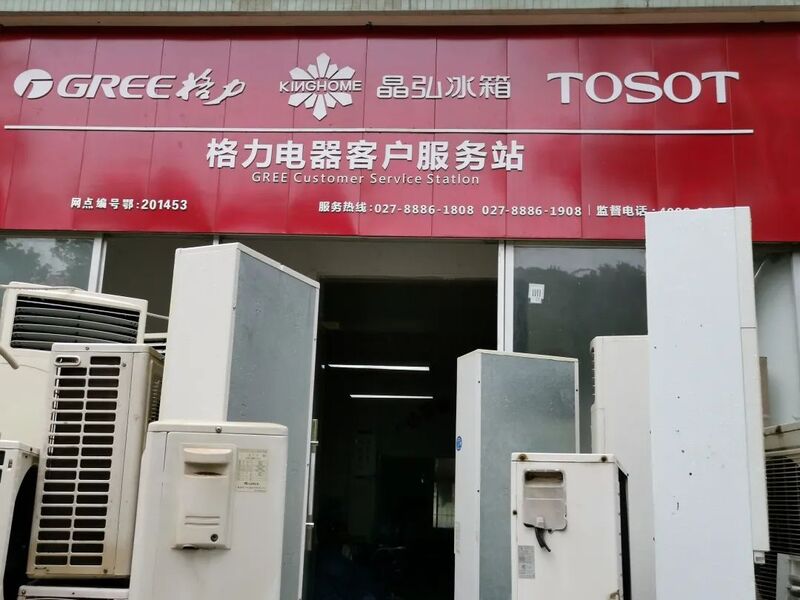 GREE格力 KINGHOME 晶弘冰箱 TOSOT
格力电器客户服务站
GREE Customer Service Station
网点编号鄂:201453 服务热线:027-8886-1808 027-8886-1908 | 监督电话: